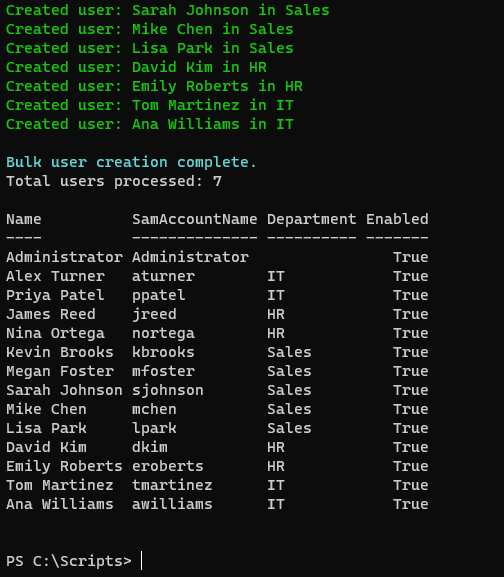 Created user: Sarah Johnson in Sales
Created user: Mike Chen in Sales
Created user: Lisa Park in Sales
Created user: David Kim in HR
Created user: Emily Roberts in HR
Created user: Tom Martinez in IT
Created user: Ana Williams in IT

Bulk user creation complete.
Total users processed: 7

Name          SamAccountName Department Enabled
----          -------------- ---------- -------
Administrator Administrator                True
Alex Turner   aturner        IT            True
Priya Patel   ppatel         IT            True
James Reed    jreed          HR            True
Nina Ortega   nortega        HR            True
Kevin Brooks  kbrooks        Sales         True
Megan Foster  mfoster        Sales         True
Sarah Johnson sjohnson       Sales         True
Mike Chen     mchen          Sales         True
Lisa Park     lpark          Sales         True
David Kim     dkim           HR            True
Emily Roberts eroberts       HR            True
Tom Martinez  tmartinez      IT            True
Ana Williams  awilliams      IT            True

PS C:\Scripts>